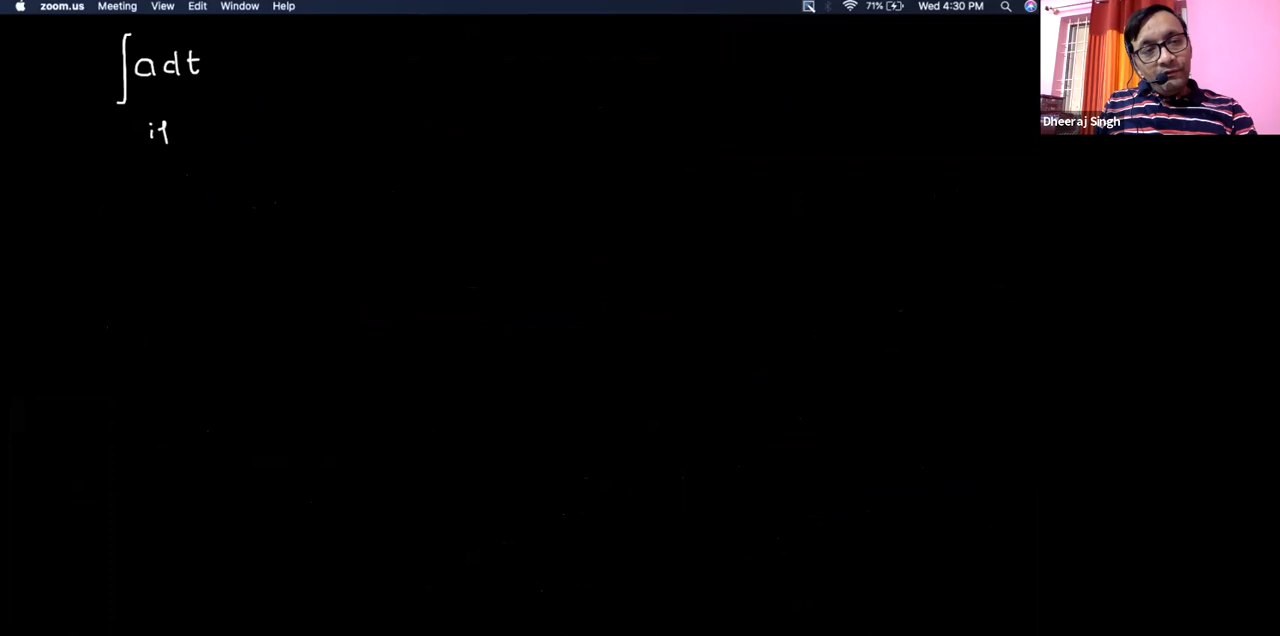 zoom.us Meeting View Edit Window Help 71% Wed 4:30 PM
∫adt
Dheeraj Singh
if